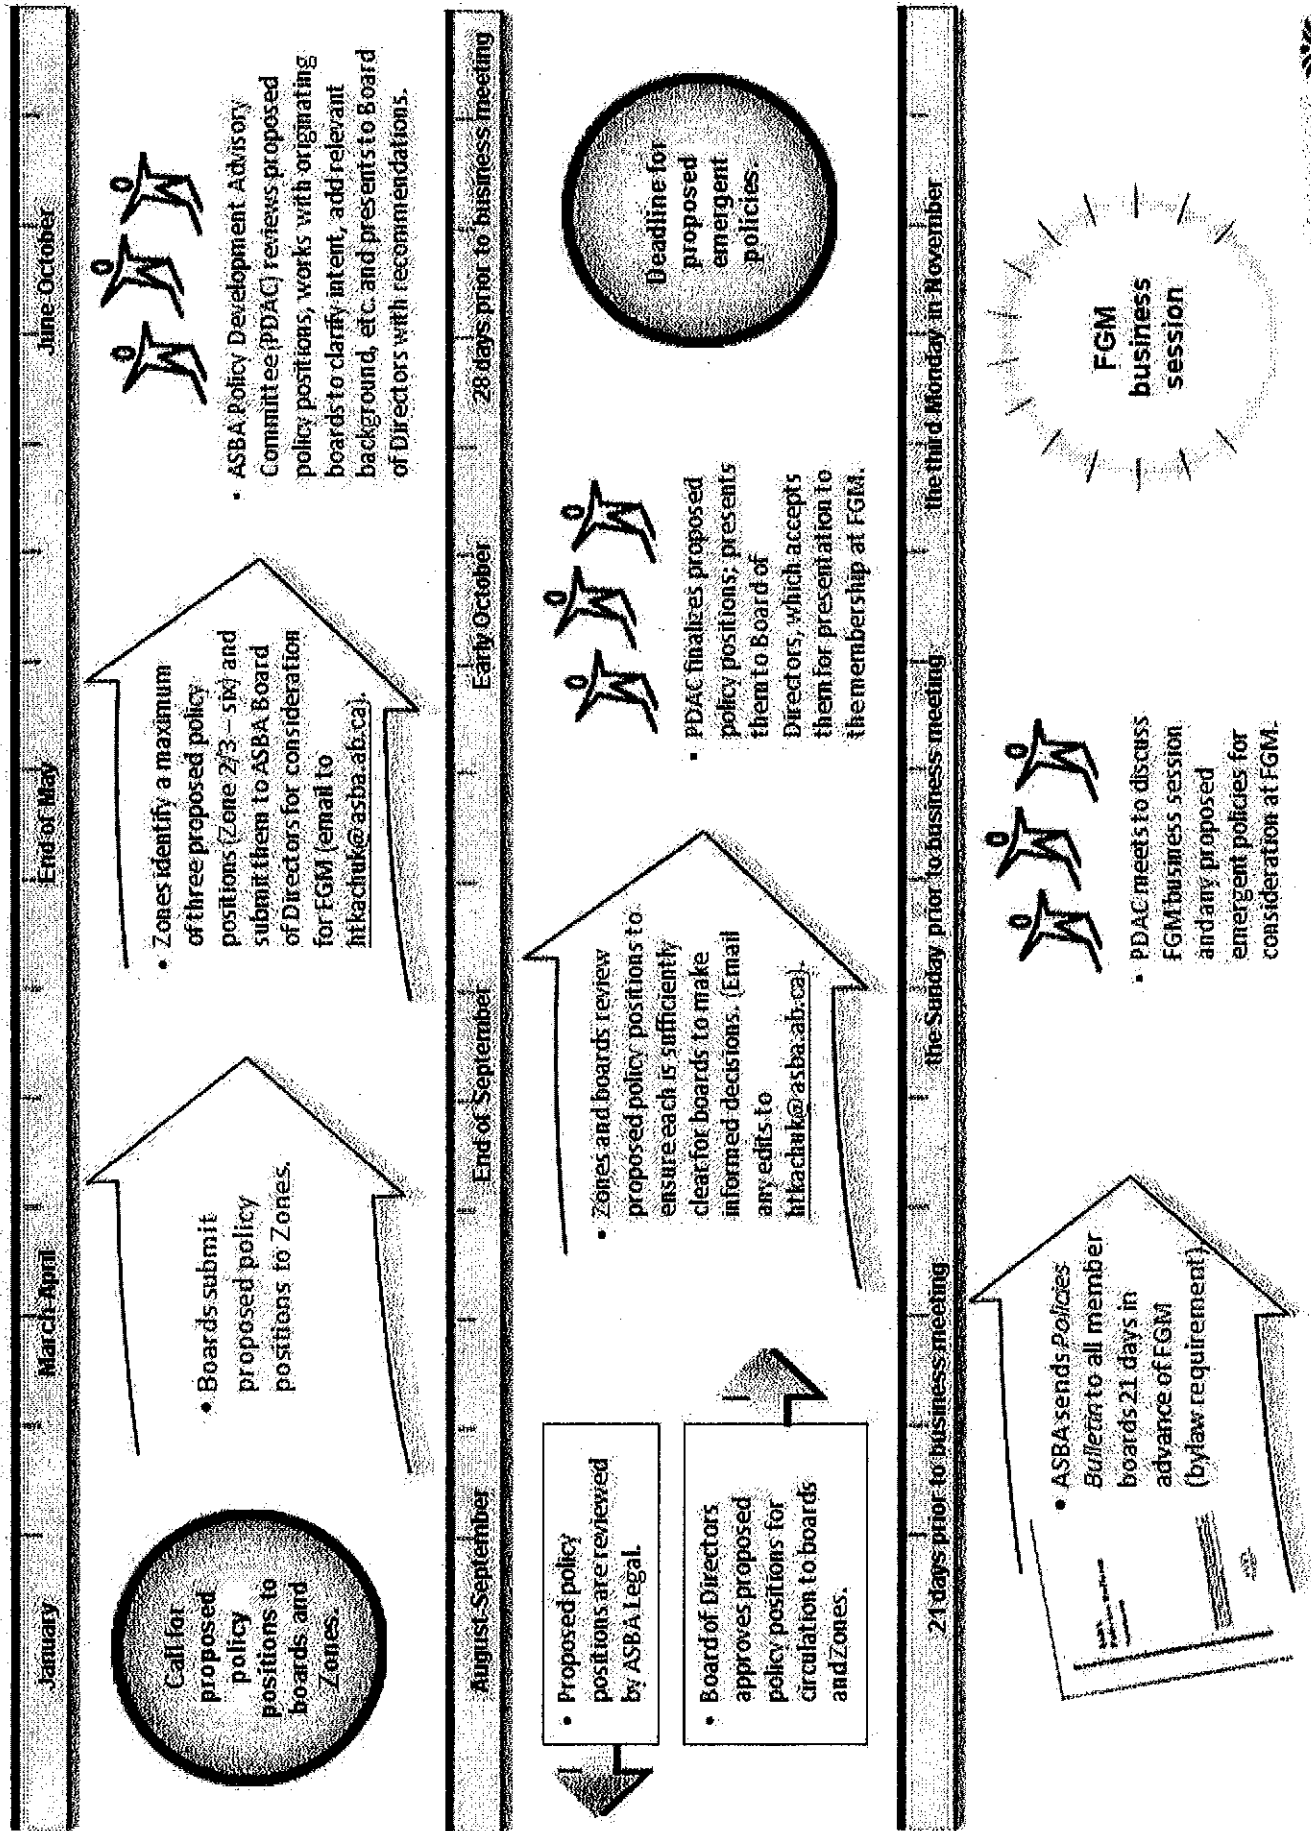 January
March-April
End of May
June-October
Call for
proposed
policy
positions to
boards and
Zones.
• Boards submit
proposed policy
positions to Zones.
• Zones identify a maximum
of three proposed policy
positions (Zone 2/3 – six) and
submit them to ASBA Board
of Directors for consideration
for FGM (email to
htkachuk@asba.ab.ca).
• ASBA Policy Development Advisory
Committee (PDAC) reviews proposed
policy positions, works with originating
boards to clarify intent, add relevant
background, etc. and presents to Board
of Directors with recommendations.
August-September
End of September
Early October
28 days prior to business meeting
• Proposed policy
positions are reviewed
by ASBA Legal.
• Board of Directors
approves proposed
policy positions for
circulation to boards
and Zones.
• Zones and boards review
proposed policy positions to
ensure each is sufficiently
clear for boards to make
informed decisions. (Email
any edits to
htkachuk@asba.ab.ca).
• PDAC finalizes proposed
policy positions; presents
them to Board of
Directors, which accepts
them for presentation to
the membership at FGM.
Deadline for
proposed
emergent
policies.
21 days prior to business meeting
the Sunday prior to business meeting
the third Monday in November
• ASBA sends Policies
Bulletin to all member
boards 21 days in
advance of FGM
(bylaw requirement)
• PDAC meets to discuss
FGM business session
and any proposed
emergent policies for
consideration at FGM.
FGM
business
session